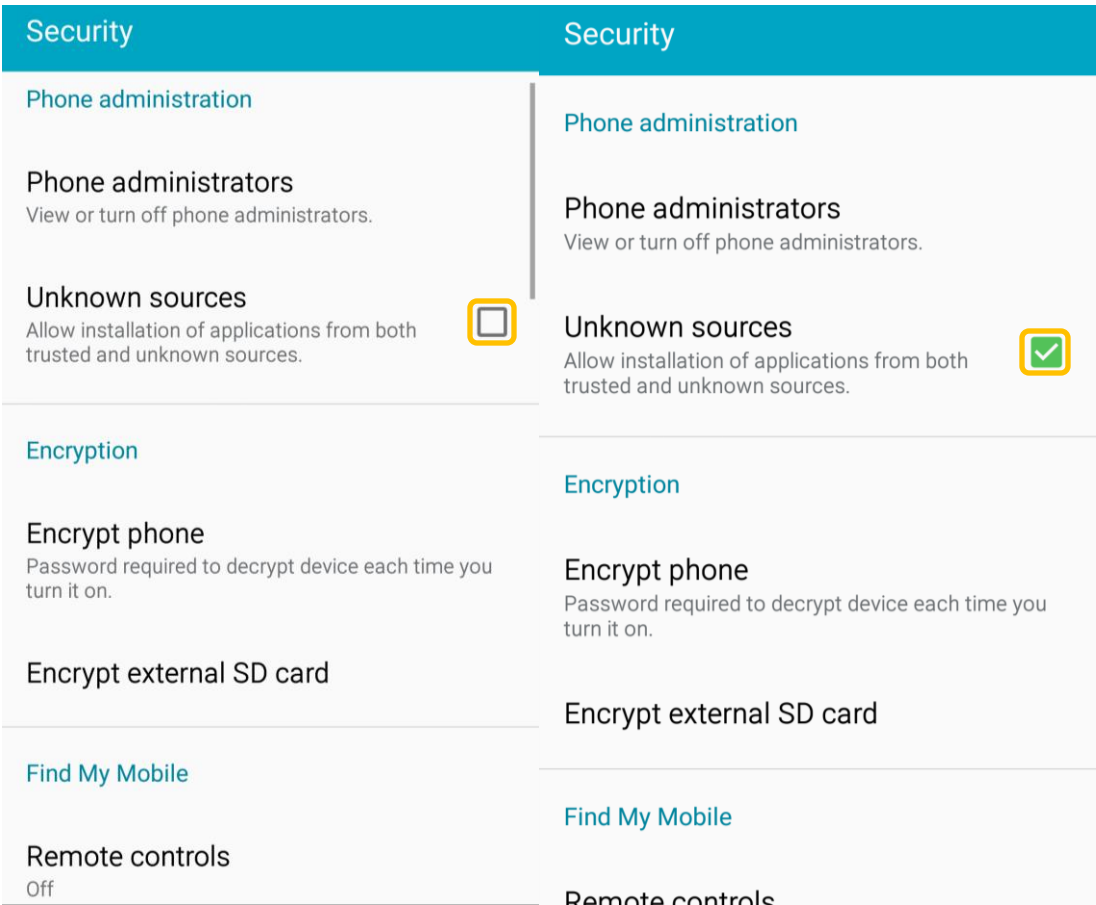 Security
Phone administration
Phone administrators
View or turn off phone administrators.
Unknown sources
Allow installation of applications from both
trusted and unknown sources.
Encryption
Encrypt phone
Password required to decrypt device each time you
turn it on.
Encrypt external SD card
Find My Mobile
Remote controls
Off
Security
Phone administration
Phone administrators
View or turn off phone administrators.
Unknown sources
Allow installation of applications from both
trusted and unknown sources.
Encryption
Encrypt phone
Password required to decrypt device each time you
turn it on.
Encrypt external SD card
Find My Mobile
Remote controls